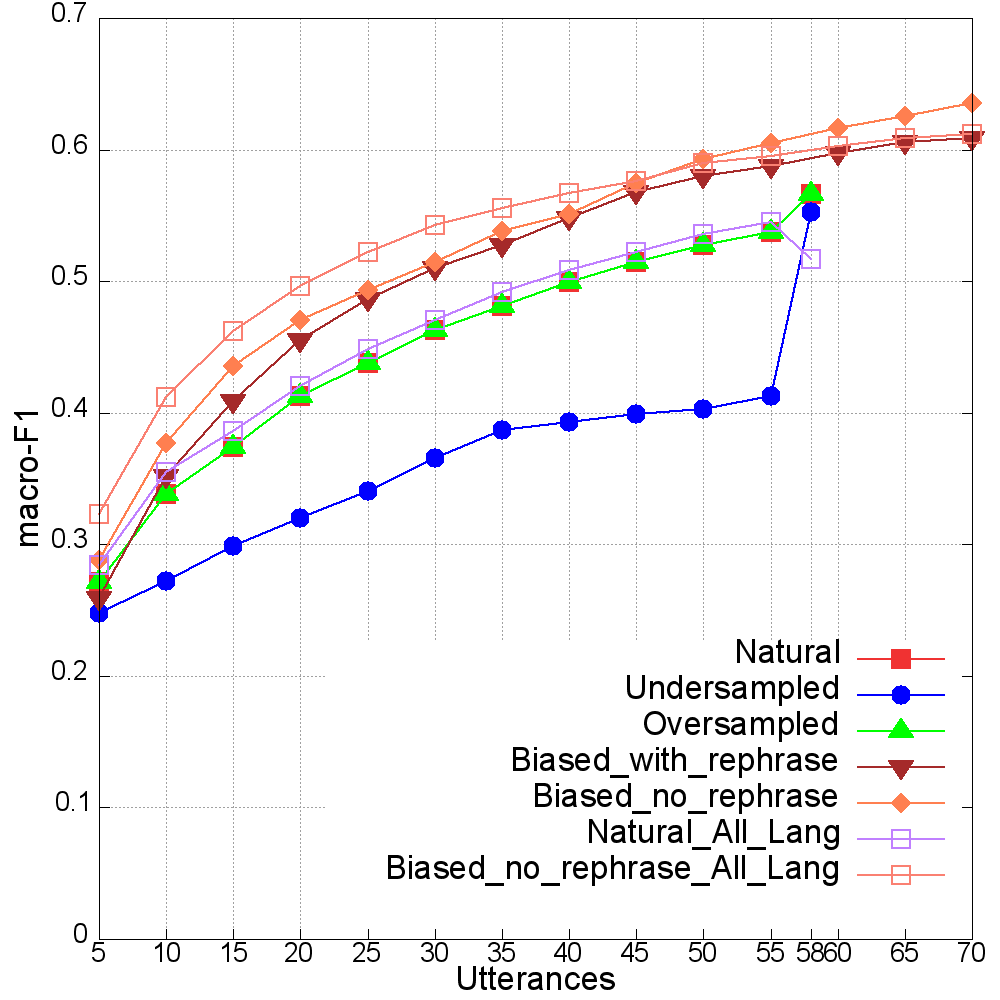 0.7
0.6
0.5
0.4
0.3
0.2
0.1
0
macro-F1
Natural
Undersampled
Oversampled
Biased_with_rephrase
Biased_no_rephrase
Natural_All_Lang
Biased_no_rephrase_All_Lang
5 10 15 20 25 30 35 40 45 50 55 58 60 65 70
Utterances